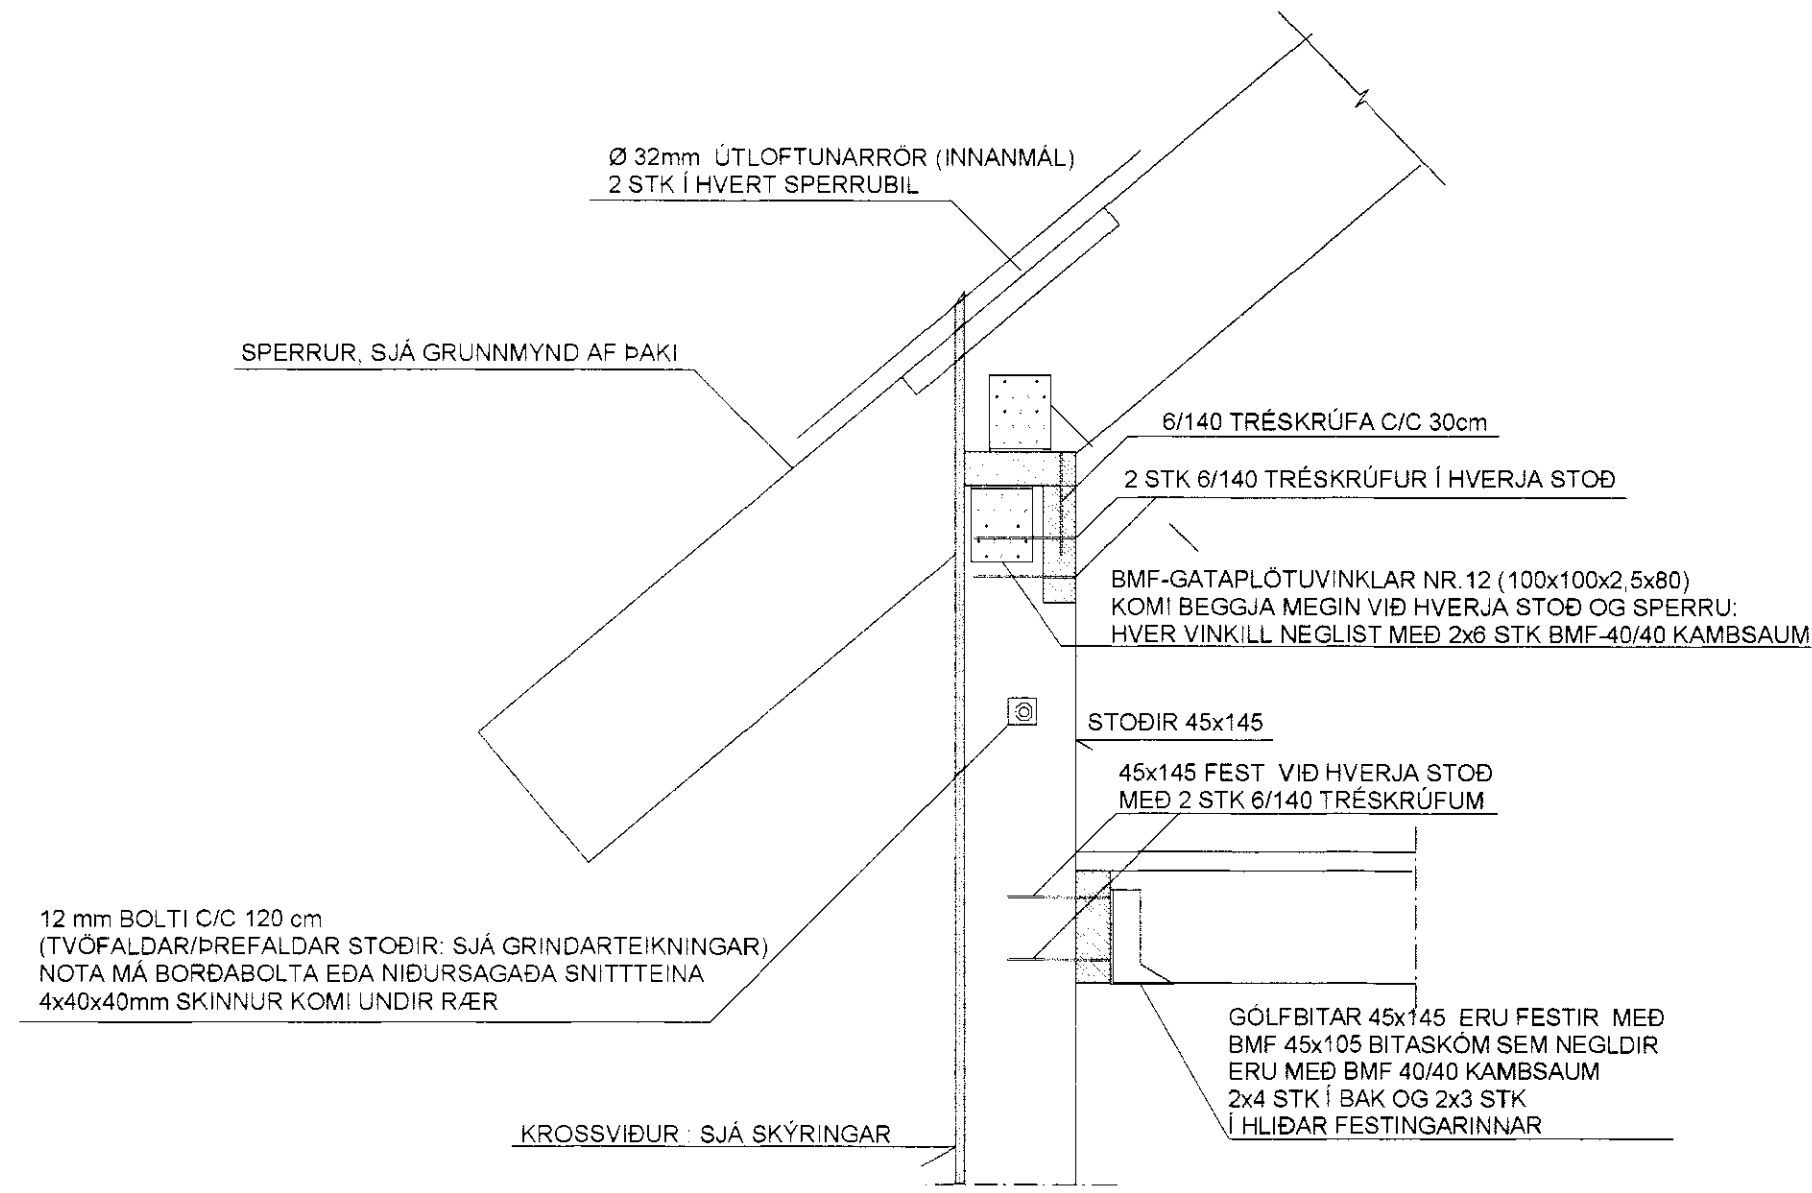 Ø 32mm ÚTLOFTUNARRÖR (INNANMÁL)
2 STK Í HVERT SPERRUBIL
SPERRUR, SJÁ GRUNNMYND AF ÞAKI
6/140 TRÉSKRÚFA C/C 30cm
2 STK 6/140 TRÉSKRÚFUR Í HVERJA STOÐ
BMF-GATAPLÖTUVINKLAR NR.12 (100x100x2,5x80)
KOMI BEGGJA MEGIN VIÐ HVERJA STOÐ OG SPERRU:
HVER VINKILL NEGLIST MEÐ 2x6 STK BMF-40/40 KAMBSAUM
STOÐIR 45x145
45x145 FEST VIÐ HVERJA STOÐ
MEÐ 2 STK 6/140 TRÉSKRÚFUM
12 mm BOLTI C/C 120 cm
(TVÖFALDAR/ÞREFALDAR STOÐIR: SJÁ GRINDARTEIKNINGAR)
NOTA MÁ BORÐABOLTA EÐA NIÐURSAGAÐA SNITTTEINA
4x40x40mm SKINNUR KOMI UNDIR RÆR
GÓLFBITAR 45x145 ERU FESTIR MEÐ
BMF 45x105 BITASKÓM SEM NEGLDIR
ERU MEÐ BMF 40/40 KAMBSAUM
2x4 STK Í BAK OG 2x3 STK
Í HLIÐAR FESTINGARINNAR
KROSSVIÐUR : SJÁ SKÝRINGAR